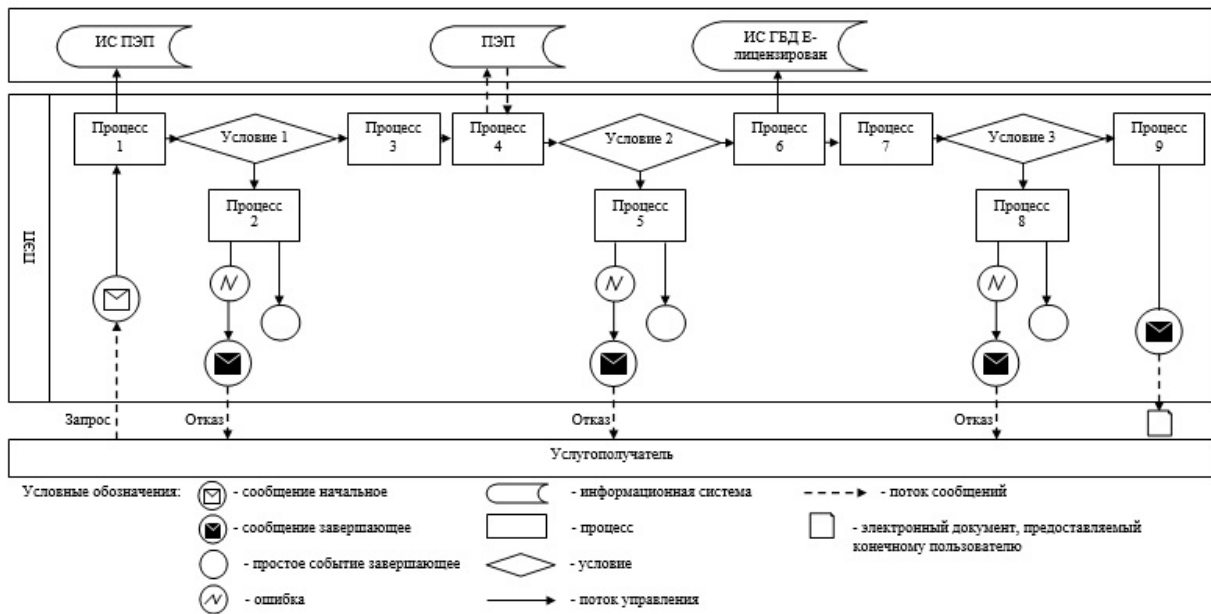 ИС ПЭП
ПЭП
ИС ГБД Е-
лицензирован
Процесс
1
Условие 1
Процесс
3
Процесс
4
Условие 2
Процесс
6
Процесс
7
Условие 3
Процесс
9
Процесс
2
Процесс
5
Процесс
8
ПЭП
Запрос
Отказ
Отказ
Отказ
Услугополучатель
Условные обозначения:
- сообщение начальное
- информационная система
- поток сообщений
- сообщение завершающее
- процесс
- электронный документ, предоставляемый
конечному пользователю
- простое событие завершающее
- условие
- ошибка
- поток управления